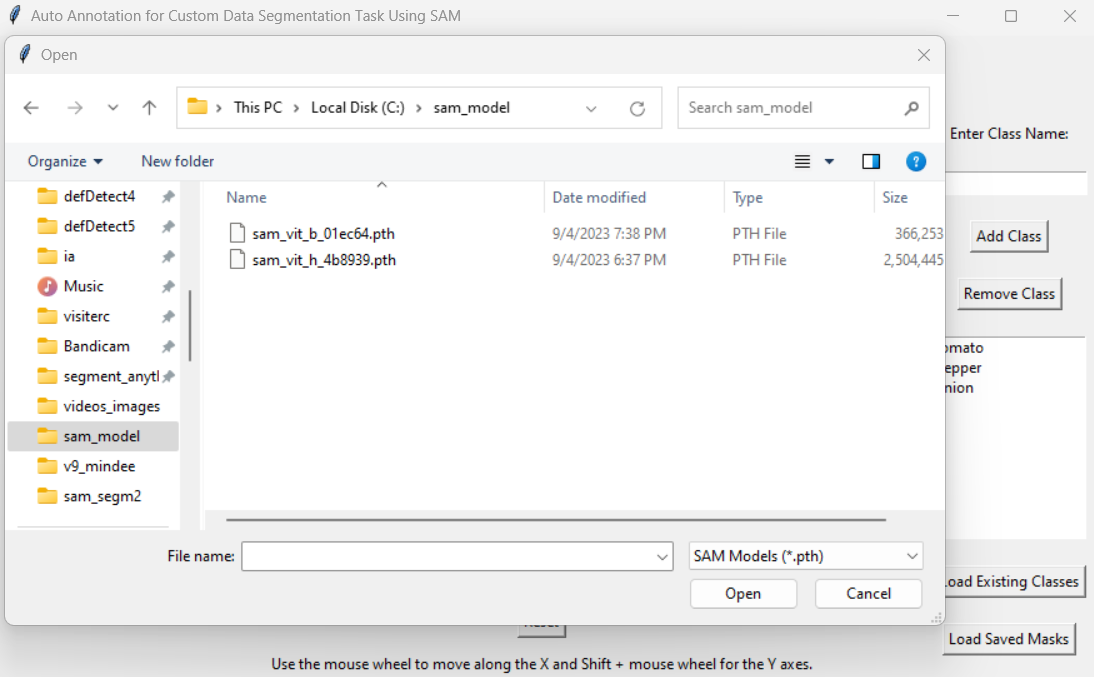 Auto Annotation for Custom Data Segmentation Task Using SAM
Open
This PC > Local Disk (C:) > sam_model
Search sam_model
Enter Class Name:
Organize
New folder
Name
Date modified
Type
Size
defDetect4
defDetect5
ia
Music
visiterc
Bandicam
segment_anytl
videos_images
sam_model
v9_mindee
sam_segm2
sam_vit_b_01ec64.pth 9/4/2023 7:38 PM PTH File 366,253
sam_vit_h_4b8939.pth 9/4/2023 6:37 PM PTH File 2,504,445
Add Class
Remove Class
omato
epper
nion
File name:
SAM Models (*.pth)
Open
Cancel
oad Existing Classes
Reset
Load Saved Masks
Use the mouse wheel to move along the X and Shift + mouse wheel for the Y axes.